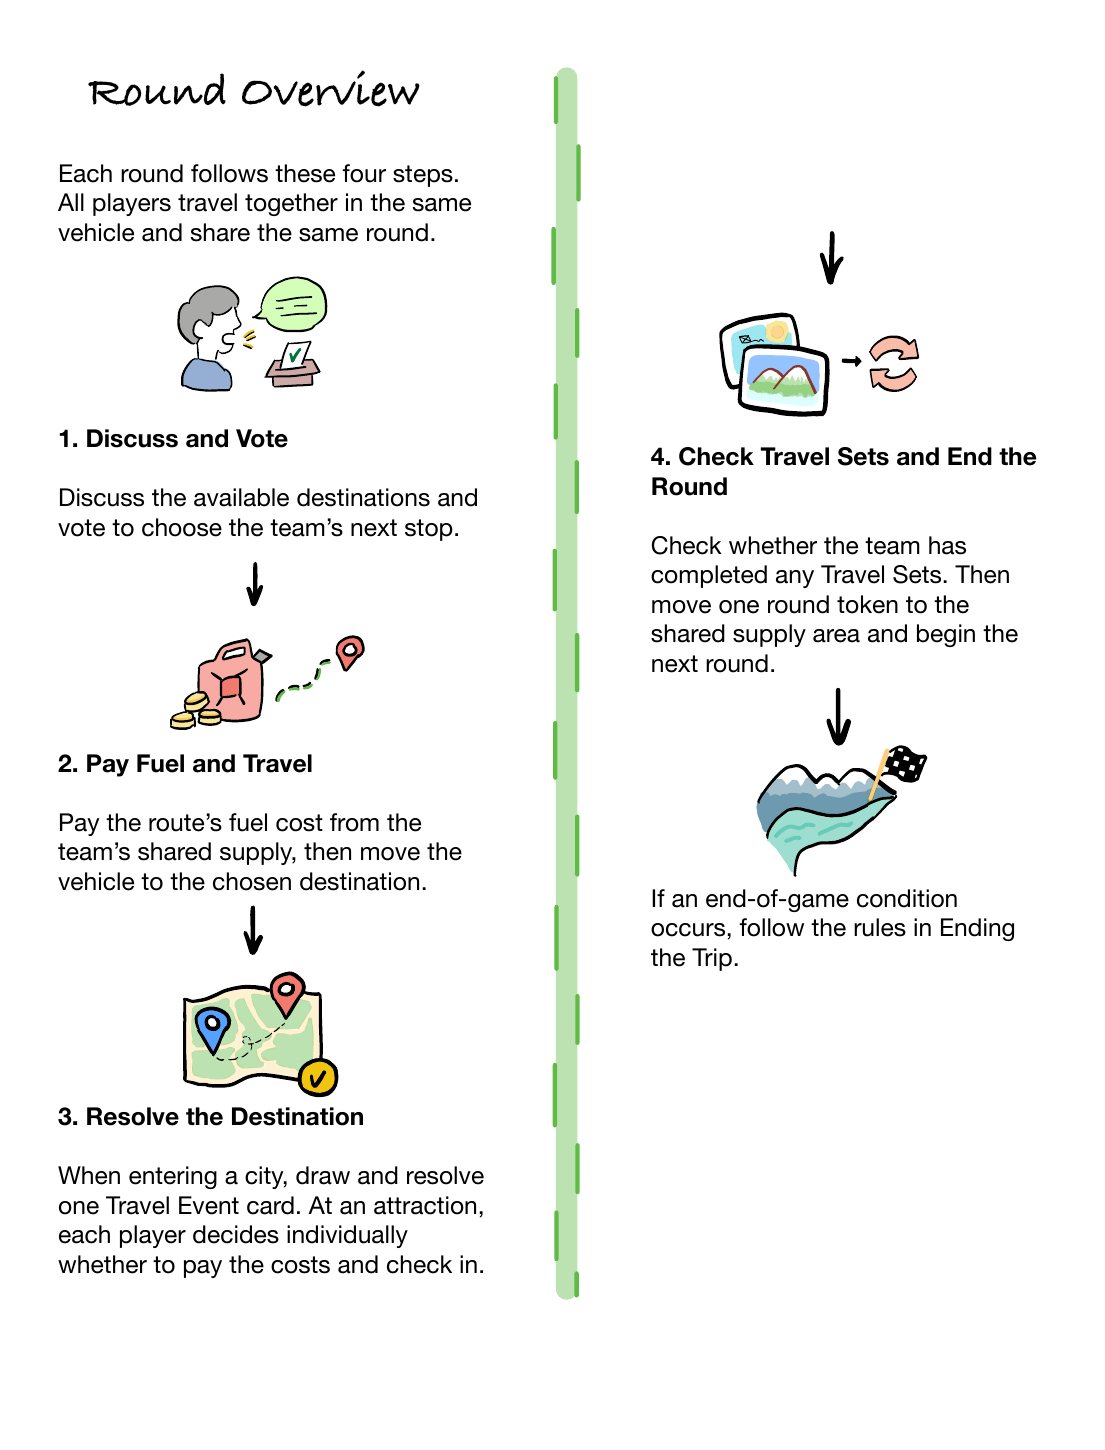 Round Overview
Each round follows these four steps.
All players travel together in the same
vehicle and share the same round.
1. Discuss and Vote
Discuss the available destinations and
vote to choose the team’s next stop.
2. Pay Fuel and Travel
Pay the route’s fuel cost from the
team’s shared supply, then move the
vehicle to the chosen destination.
3. Resolve the Destination
When entering a city, draw and resolve
one Travel Event card. At an attraction,
each player decides individually
whether to pay the costs and check in.
4. Check Travel Sets and End the
Round
Check whether the team has
completed any Travel Sets. Then
move one round token to the
shared supply area and begin the
next round.
If an end-of-game condition
occurs, follow the rules in Ending
the Trip.